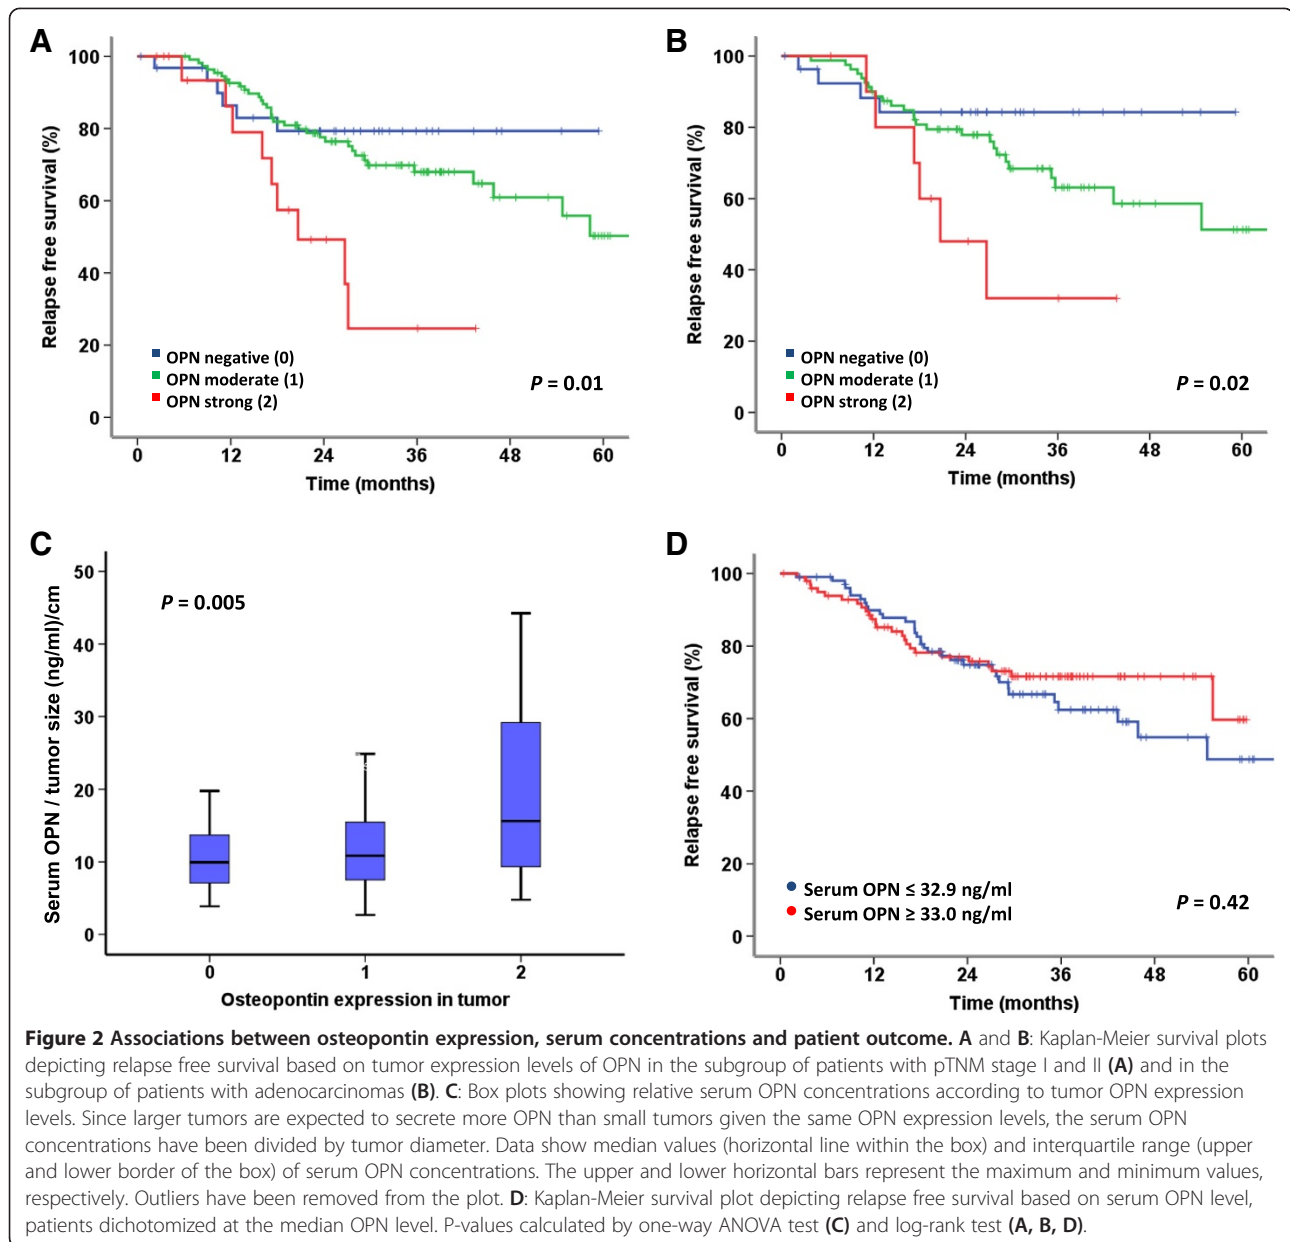 A
100
80
60
40
20
0
Relapse free survival (%)
OPN negative (0)
OPN moderate (1)
OPN strong (2)
P = 0.01
0 12 24 36 48 60
Time (months)
B
100
80
60
40
20
0
Relapse free survival (%)
OPN negative (0)
OPN moderate (1)
OPN strong (2)
P = 0.02
0 12 24 36 48 60
Time (months)
C
50
40
30
20
10
0
Serum OPN / tumor size (ng/ml)/cm
P = 0.005
0 1 2
Osteopontin expression in tumor
D
100
80
60
40
20
0
Relapse free survival (%)
Serum OPN ≤ 32.9 ng/ml
Serum OPN ≥ 33.0 ng/ml
P = 0.42
0 12 24 36 48 60
Time (months)
Figure 2 Associations between osteopontin expression, serum concentrations and patient outcome. A and B: Kaplan-Meier survival plots
depicting relapse free survival based on tumor expression levels of OPN in the subgroup of patients with pTNM stage I and II (A) and in the
subgroup of patients with adenocarcinomas (B). C: Box plots showing relative serum OPN concentrations according to tumor OPN expression
levels. Since larger tumors are expected to secrete more OPN than small tumors given the same OPN expression levels, the serum OPN
concentrations have been divided by tumor diameter. Data show median values (horizontal line within the box) and interquartile range (upper
and lower border of the box) of serum OPN concentrations. The upper and lower horizontal bars represent the maximum and minimum values,
respectively. Outliers have been removed from the plot. D: Kaplan-Meier survival plot depicting relapse free survival based on serum OPN level,
patients dichotomized at the median OPN level. P-values calculated by one-way ANOVA test (C) and log-rank test (A, B, D).